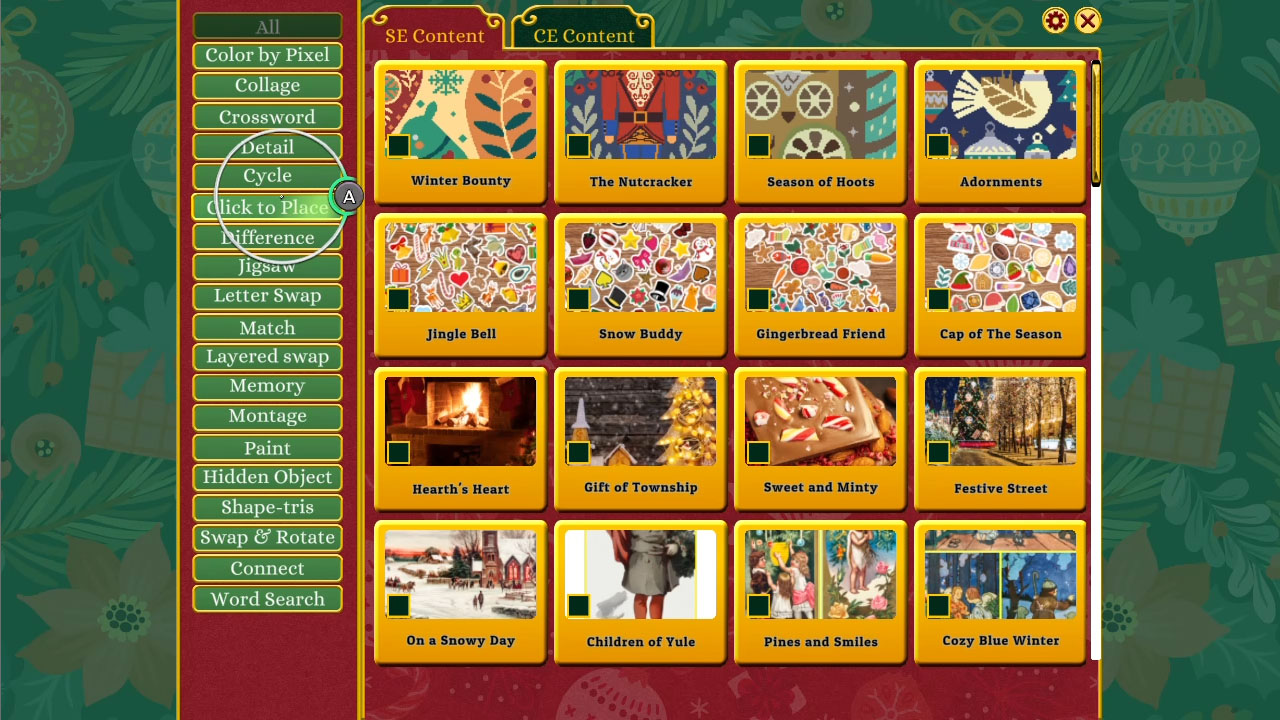 All
Color by Pixel
Collage
Crossword
Detail
Cycle
Click to Place
Difference
Jigsaw
Letter Swap
Match
Layered swap
Memory
Montage
Paint
Hidden Object
Shape-tris
Swap & Rotate
Connect
Word Search
A
SE Content
CE Content
Winter Bounty
The Nutcracker
Season of Hoots
Adornments
Jingle Bell
Snow Buddy
Gingerbread Friend
Cap of The Season
Hearth's Heart
Gift of Township
Sweet and Minty
Festive Street
On a Snowy Day
Children of Yule
Pines and Smiles
Cozy Blue Winter